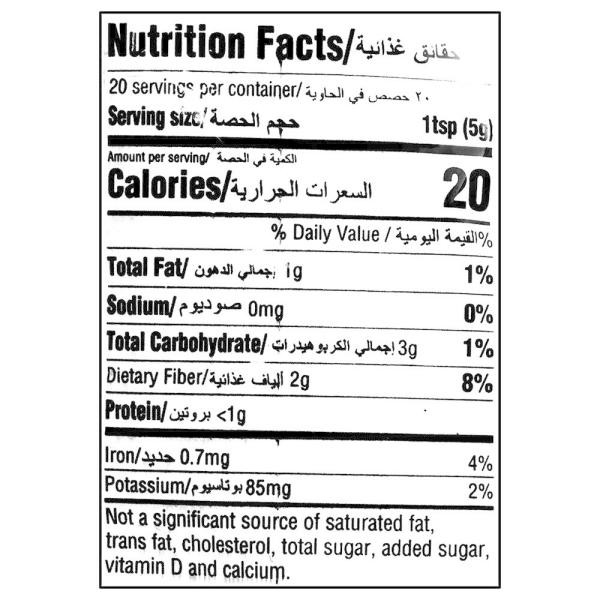 Nutrition Facts/حقائق غذائية
20 servings per container/٢٠ حصص في الحاوية
Serving size/حجم الحصة 1tsp (5g)
Amount per serving/ الكمية في الحصة
Calories/السعرات الحرارية 20
% Daily Value / القيمة اليومية%
Total Fat/إجمالي الدهون 1g 1%
Sodium/صوديوم 0mg 0%
Total Carbohydrate/إجمالي الكربوهيدرات 3g 1%
Dietary Fiber/ألياف غذائية 2g 8%
Protein/بروتين <1g
Iron/حديد 0.7mg 4%
Potassium/بوتاسيوم 85mg 2%
Not a significant source of saturated fat,
trans fat, cholesterol, total sugar, added sugar,
vitamin D and calcium.